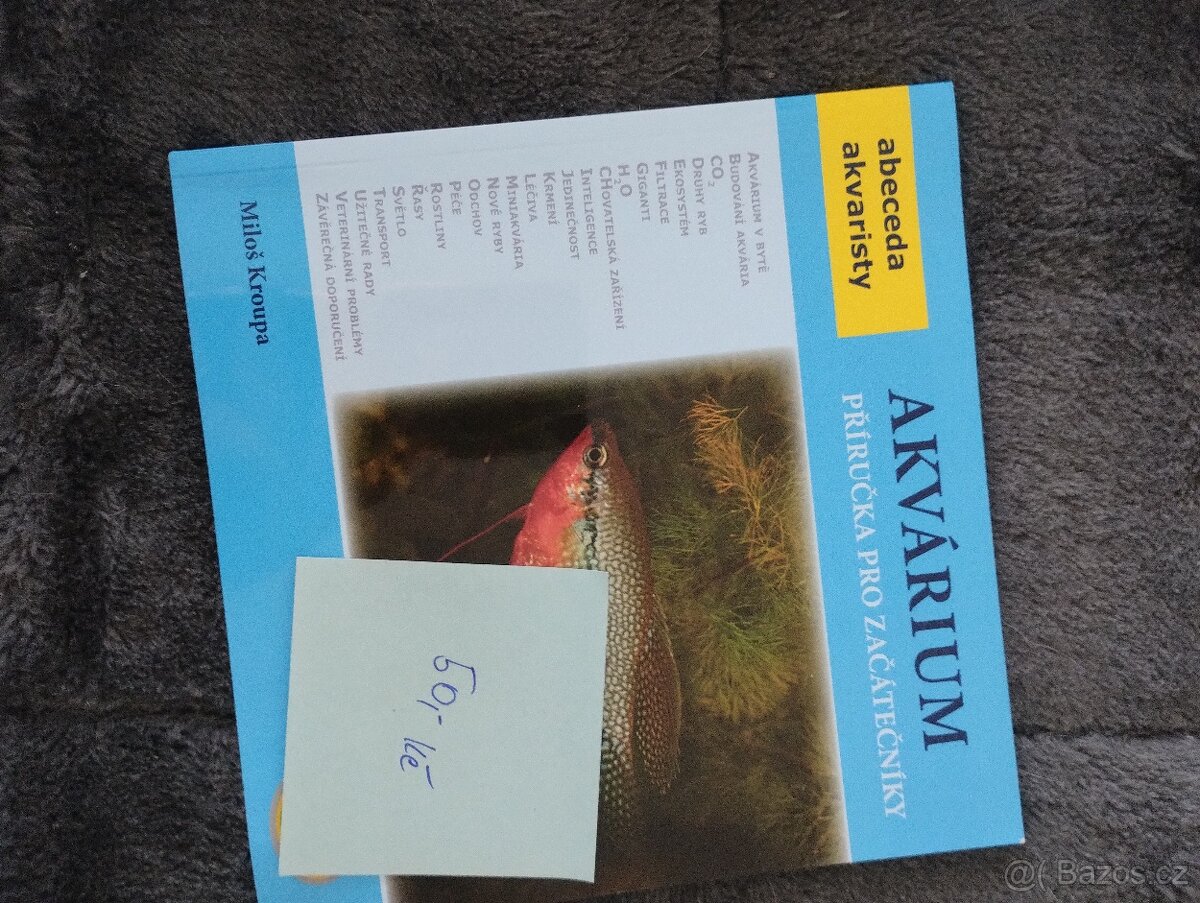 abeceda
akvaristy
AKVÁRIUM
PŘÍRUČKA PRO ZAČÁTEČNÍKY
AKVÁRIUM V BYTĚ
BUDOVÁNÍ AKVÁRIA
CO₂
DRUHY RYB
EKOSYSTÉM
FILTRACE
GIGANTI
H₂O
CHOVATELSKÁ ZAŘÍZENÍ
INTELIGENCE
JEDINEČNOST
KRMENÍ
LÉČIVA
MINIAKVÁRIA
NOVÉ RYBY
ODCHOV
PÉČE
ROSTLINY
ŘASY
SVĚTLO
TRANSPORT
UŽITEČNÉ RADY
VETERINÁRNÍ PROBLÉMY
ZÁVĚREČNÁ DOPORUČENÍ
Miloš Kroupa
50,- Kč
@( Bazos.cz